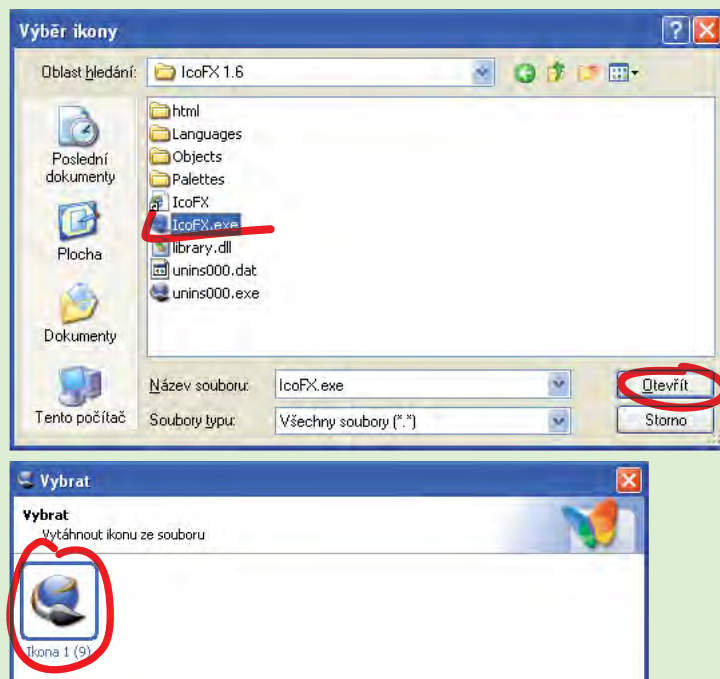 Výběr ikony
Oblast hledání: IcoFX 1.6
html
Languages
Objects
Palettes
IcoFX
IcoFX.exe
library.dll
unins000.dat
unins000.exe
Poslední
dokumenty
Plocha
Dokumenty
Tento počítač
Název souboru: IcoFX.exe Otevřít
Soubory typu: Všechny soubory (*.*) Storno
Vybrat
Vybrat
Vytáhnout ikonu ze souboru
Ikona 1 (9)